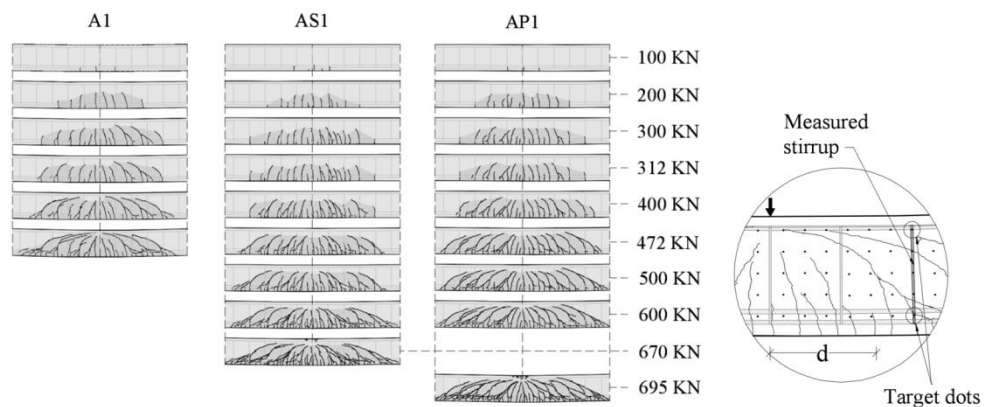 A1 AS1 AP1
100 KN
200 KN
300 KN
312 KN
400 KN
472 KN
500 KN
600 KN
670 KN
695 KN
Measured
stirrup
d
Target dots